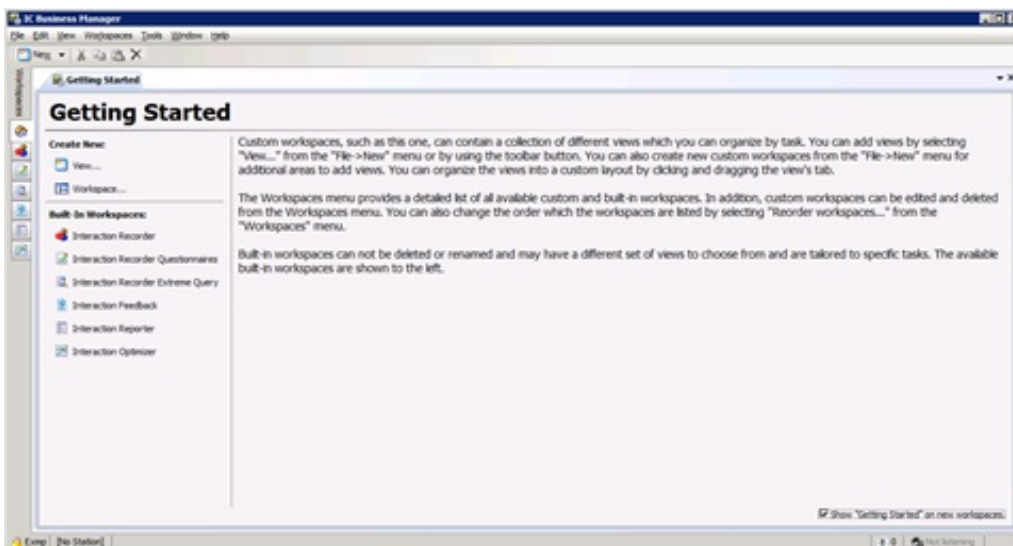 IC Business Manager
File Edit View Workspaces Tools Window Help
New
Workspaces
Getting Started
Getting Started
Create New:
View...
Workspace...
Built-In Workspaces:
Interaction Recorder
Interaction Recorder Questionnaires
Interaction Recorder Extreme Query
Interaction Feedback
Interaction Reporter
Interaction Optimizer
Custom workspaces, such as this one, can contain a collection of different views which you can organize by task. You can add views by selecting
"View..." from the "File->New" menu or by using the toolbar button. You can also create new custom workspaces from the "File->New" menu for
additional areas to add views. You can organize the views into a custom layout by clicking and dragging the view's tab.
The Workspaces menu provides a detailed list of all available custom and built-in workspaces. In addition, custom workspaces can be edited and deleted
from the Workspaces menu. You can also change the order which the workspaces are listed by selecting "Reorder workspaces..." from the
"Workspaces" menu.
Built-in workspaces can not be deleted or renamed and may have a different set of views to choose from and are tailored to specific tasks. The available
built-in workspaces are shown to the left.
Show "Getting Started" on new workspaces.
[No Station]
0
Not listening